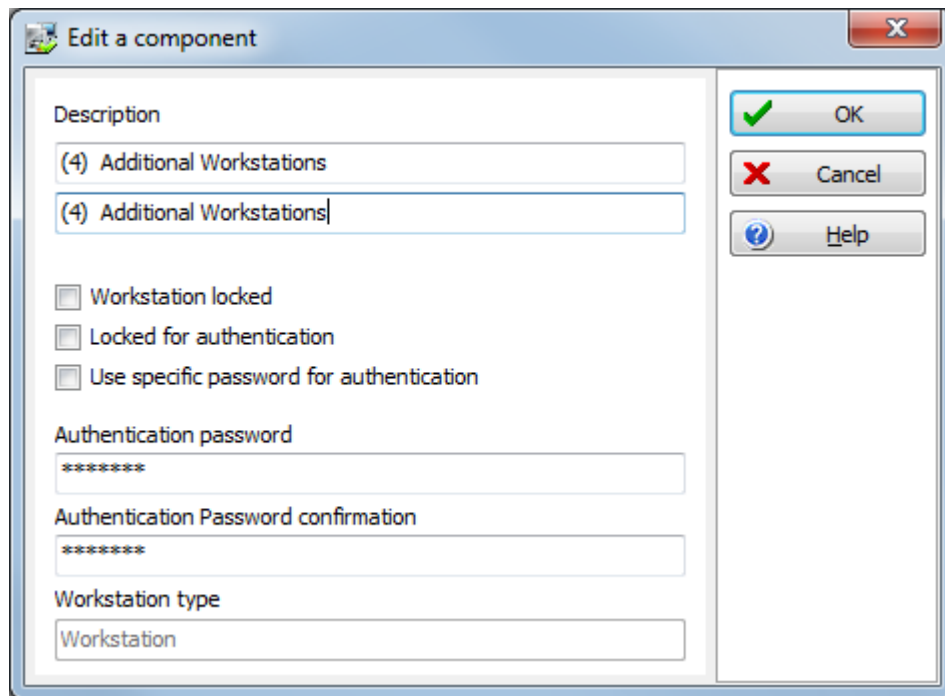 Edit a component
Description
(4) Additional Workstations
(4) Additional Workstations
Workstation locked
Locked for authentication
Use specific password for authentication
Authentication password
*******
Authentication Password confirmation
*******
Workstation type
Workstation
OK
Cancel
Help